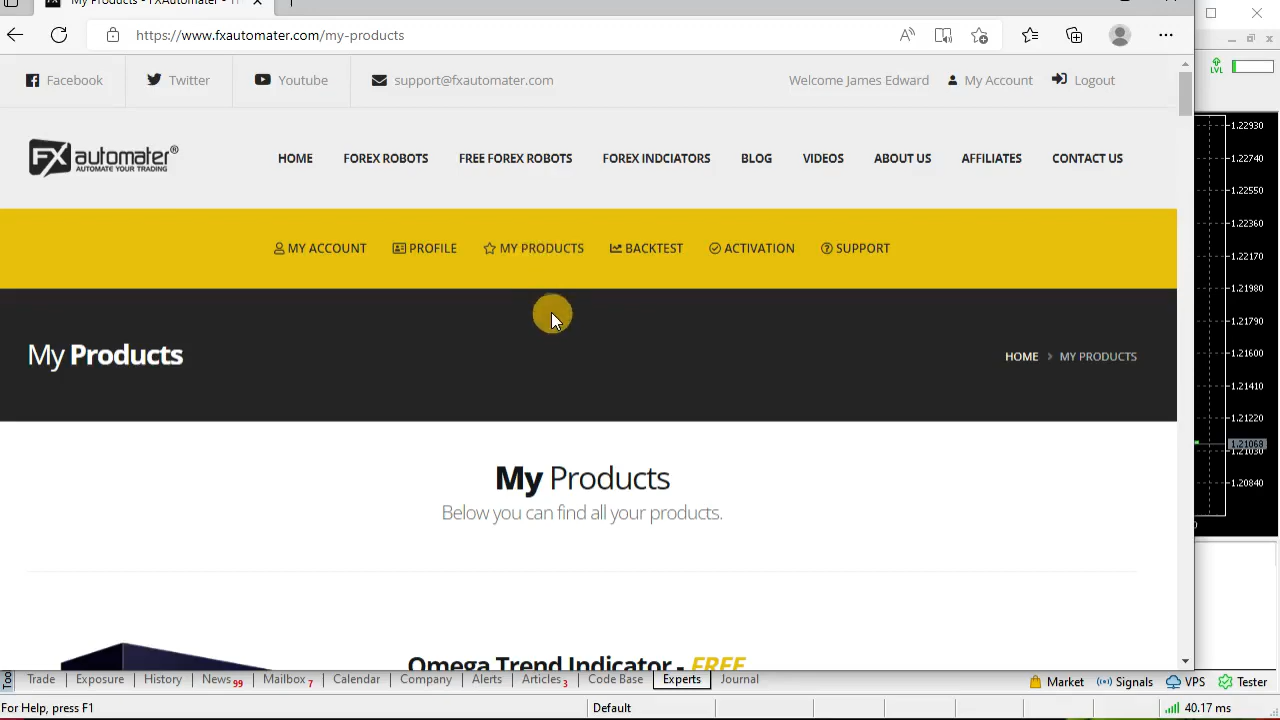 My Products - FXAutomater - T
https://www.fxautomater.com/my-products
Facebook
Twitter
Youtube
support@fxautomater.com
Welcome James Edward
My Account
Logout
LVL
FX automater®
AUTOMATE YOUR TRADING
HOME
FOREX ROBOTS
FREE FOREX ROBOTS
FOREX INDCIATORS
BLOG
VIDEOS
ABOUT US
AFFILIATES
CONTACT US
MY ACCOUNT
PROFILE
MY PRODUCTS
BACKTEST
ACTIVATION
SUPPORT
My Products
HOME > MY PRODUCTS
My Products
Below you can find all your products.
Omega Trend Indicator - FREE
1.22930
1.22740
1.22550
1.22360
1.22170
1.21980
1.21790
1.21600
1.21410
1.21220
1.21068
1.21030
1.20840
Too
Trade
Exposure
History
News 99
Mailbox 7
Calendar
Company
Alerts
Articles 3
Code Base
Experts
Journal
Market
Signals
VPS
Tester
For Help, press F1
Default
40.17 ms